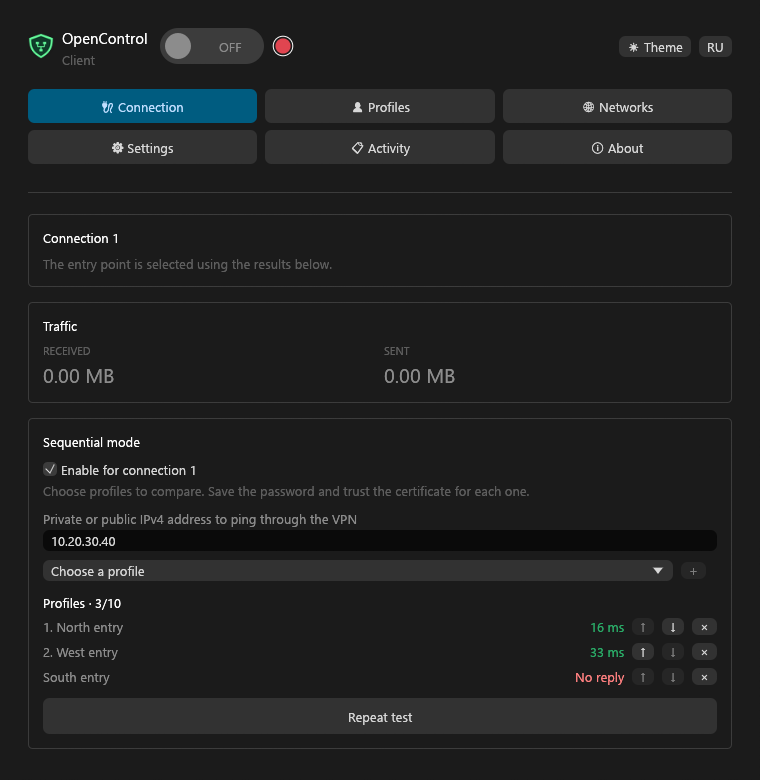 OpenControl
Client
OFF
Theme
RU
Connection
Profiles
Networks
Settings
Activity
About
Connection 1
The entry point is selected using the results below.
Traffic
RECEIVED
SENT
0.00 MB
0.00 MB
Sequential mode
Enable for connection 1
Choose profiles to compare. Save the password and trust the certificate for each one.
Private or public IPv4 address to ping through the VPN
10.20.30.40
Choose a profile
+
Profiles · 3/10
1. North entry 16 ms ↑ ↓ ×
2. West entry 33 ms ↑ ↓ ×
South entry No reply ↑ ↓ ×
Repeat test